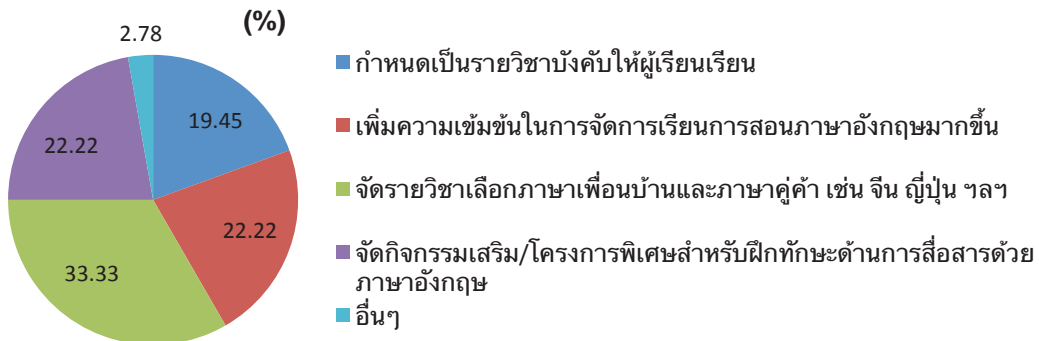 (%)
2.78
19.45
22.22
33.33
22.22
กำหนดเป็นรายวิชาบังคับให้ผู้เรียนเรียน
เพิ่มความเข้มข้นในการจัดการเรียนการสอนภาษาอังกฤษมากขึ้น
จัดรายวิชาเลือกภาษาเพื่อนบ้านและภาษาคู่ค้า เช่น จีน ญี่ปุ่น ฯลฯ
จัดกิจกรรมเสริม/โครงการพิเศษสำหรับฝึกทักษะด้านการสื่อสารด้วย
ภาษาอังกฤษ
อื่นๆ